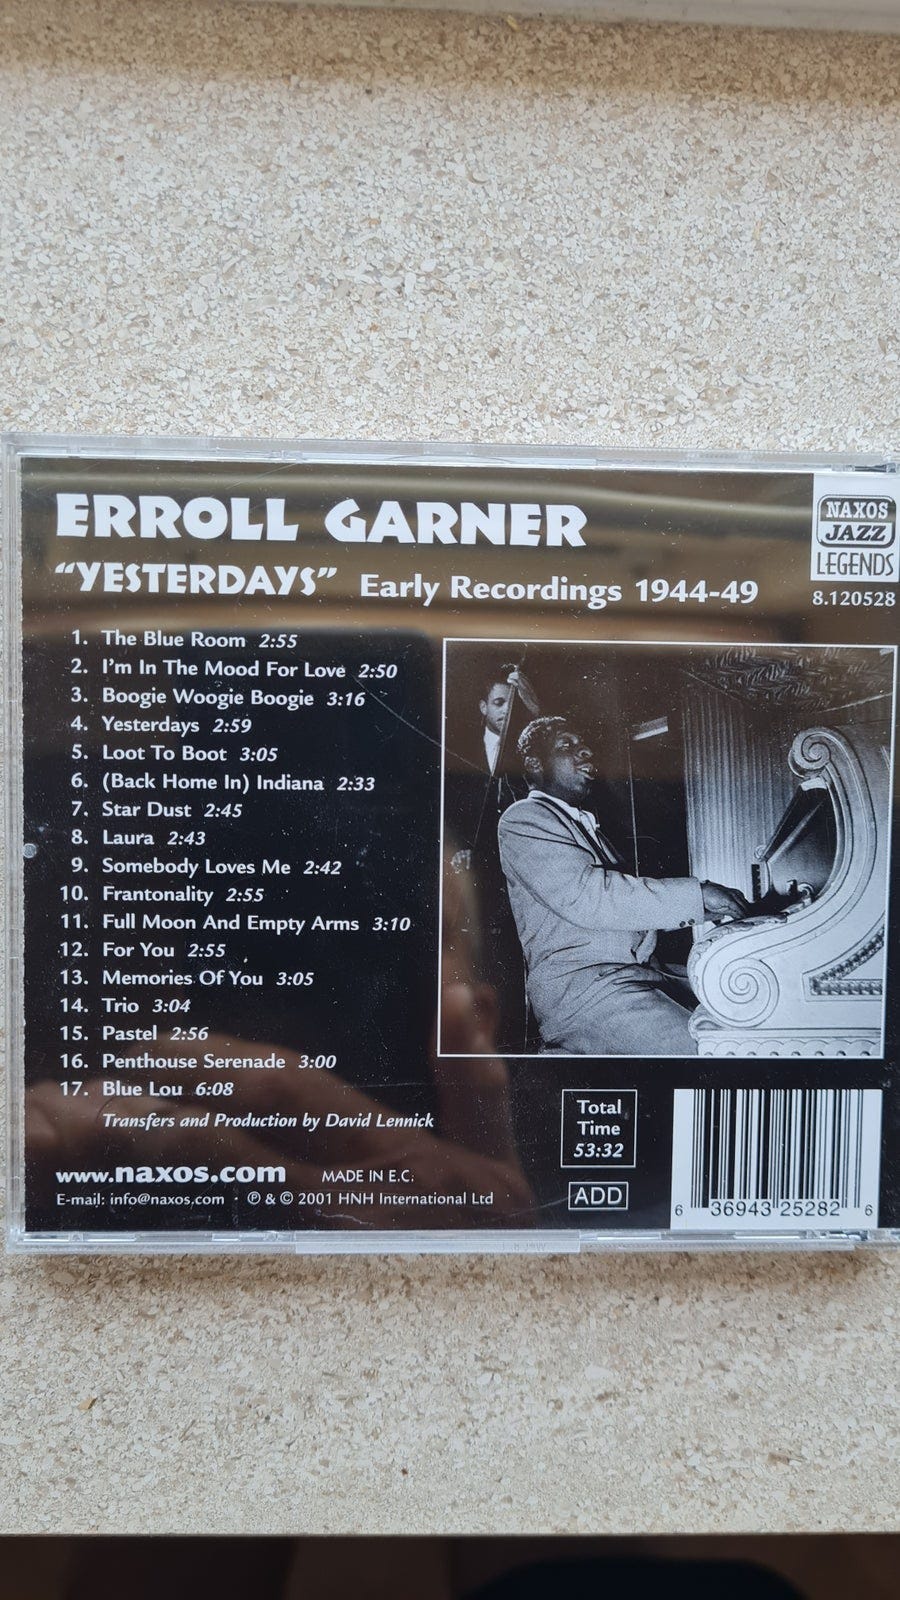 ERROLL GARNER
"YESTERDAYS" Early Recordings 1944-49
NAXOS
JAZZ
LEGENDS
8.120528
1. The Blue Room 2:55
2. I'm In The Mood For Love 2:50
3. Boogie Woogie Boogie 3:16
4. Yesterdays 2:59
5. Loot To Boot 3:05
6. (Back Home In) Indiana 2:33
7. Star Dust 2:45
8. Laura 2:43
9. Somebody Loves Me 2:42
10. Frantonality 2:55
11. Full Moon And Empty Arms 3:10
12. For You 2:55
13. Memories Of You 3:05
14. Trio 3:04
15. Pastel 2:56
16. Penthouse Serenade 3:00
17. Blue Lou 6:08
Transfers and Production by David Lennick
www.naxos.com MADE IN E.C.
E-mail: info@naxos.com · ℗ & © 2001 HNH International Ltd
Total
Time
53:32
ADD
6 36943 25282 6